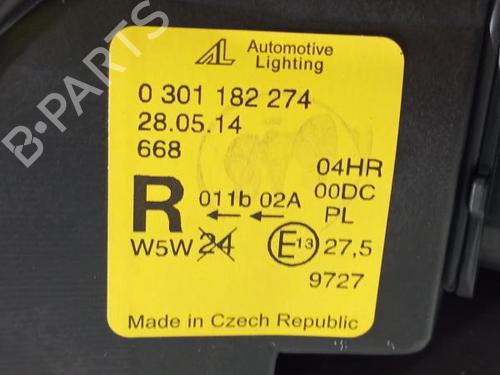 AL Automotive
Lighting
0 301 182 274
28.05.14
668
04HR
R 011b 02A 00DC
← ← PL
W5W 24 E13 27,5
9727
Made in Czech Republic
B-PARTS